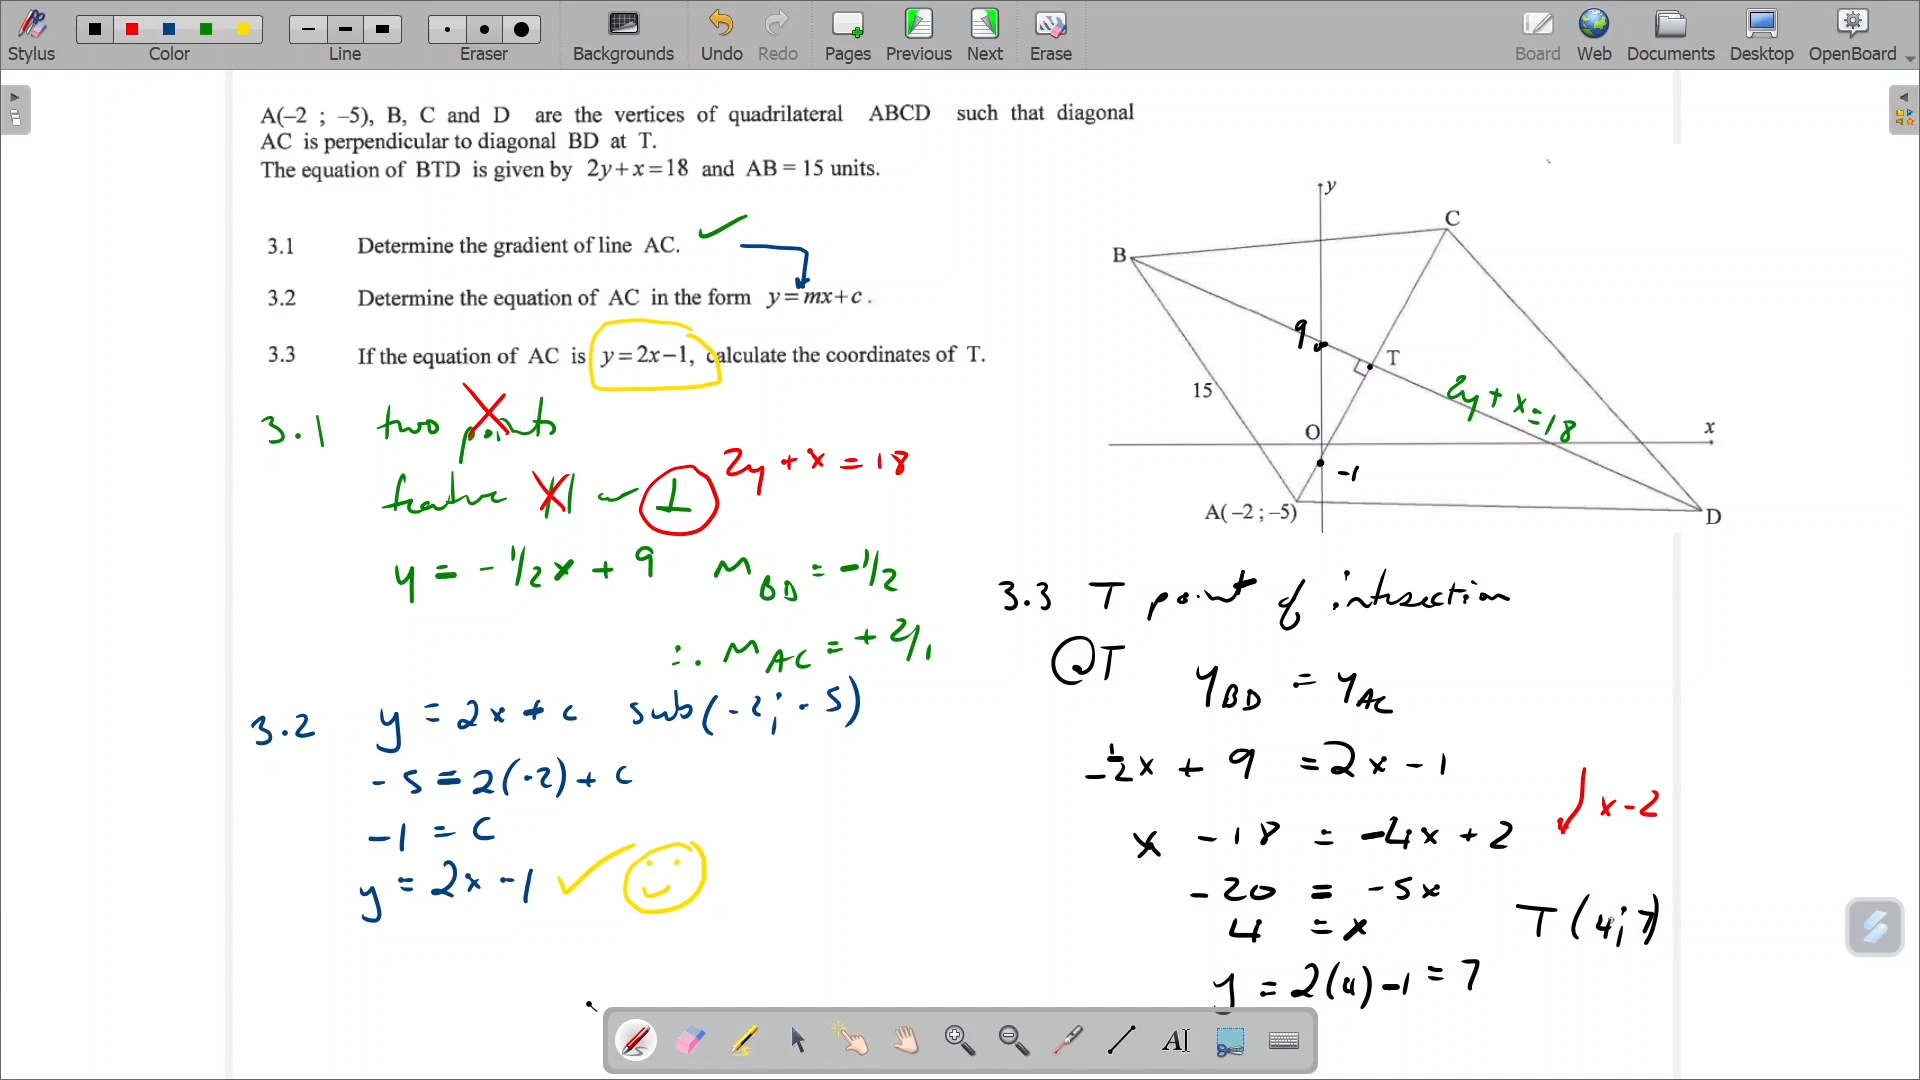 Stylus Color Line Eraser Backgrounds Undo Redo Pages Previous Next Erase Board Web Documents Desktop OpenBoard
A(–2 ; –5), B, C and D are the vertices of quadrilateral ABCD such that diagonal
AC is perpendicular to diagonal BD at T.
The equation of BTD is given by 2y+x=18 and AB = 15 units.
3.1 Determine the gradient of line AC.
3.2 Determine the equation of AC in the form y=mx+c.
3.3 If the equation of AC is y=2x–1, calculate the coordinates of T.
y
C
B
9
T
15
2y + x = 18
O
x
-1
A(–2 ; –5)
D
3.1 two points
2y + x = 18
⊥
y = -1/2x + 9 mBD = -1/2
∴ mAC = +2/1
3.2 y = 2x + c sub(-2; -5)
-5 = 2(-2) + c
-1 = c
y = 2x - 1
3.3 T point of intersection
@T yBD = yAC
-1/2x + 9 = 2x - 1
x-2
x - 18 = -4x + 2
-20 = -5x
4 = x
T(4;7)
y = 2(4)-1 = 7
AI